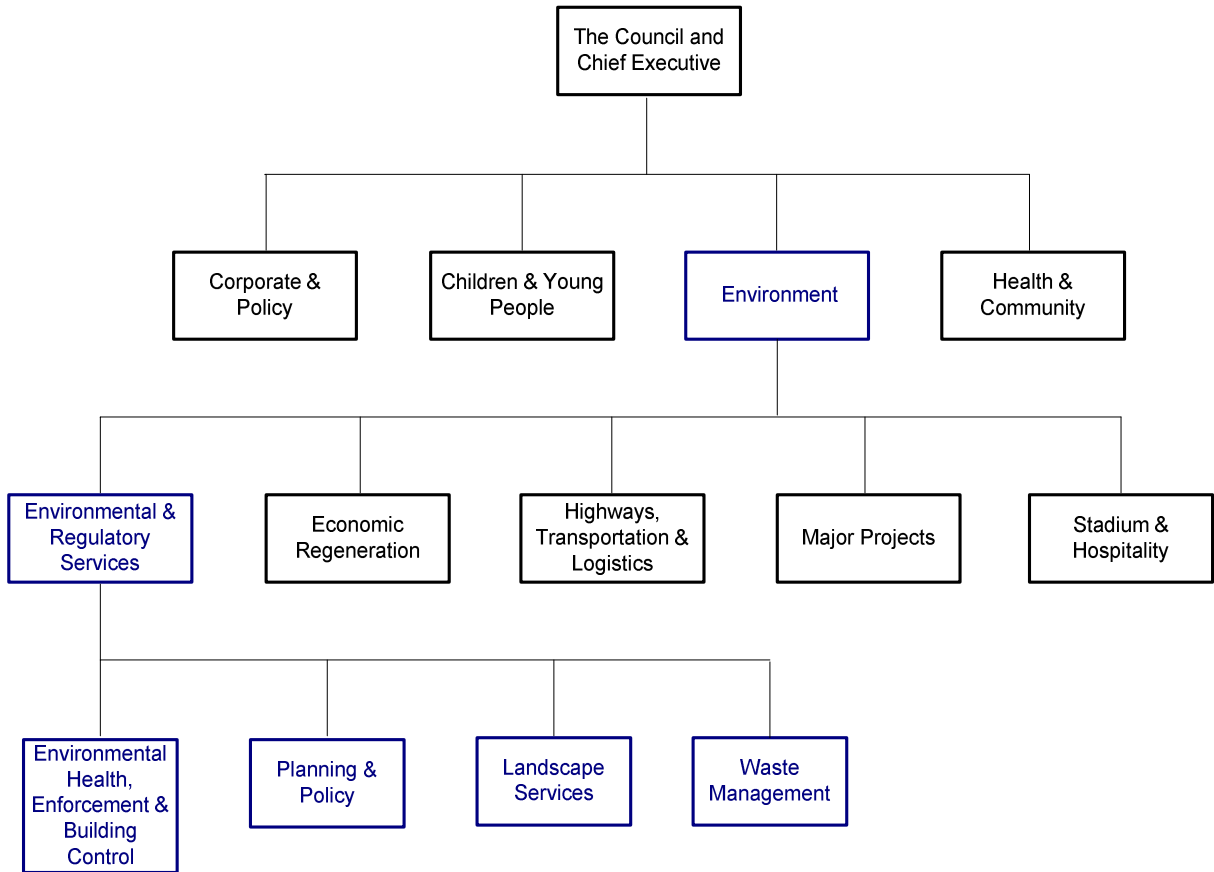 The Council and
Chief Executive
Corporate &
Policy
Children & Young
People
Environment
Health &
Community
Environmental &
Regulatory
Services
Economic
Regeneration
Highways,
Transportation &
Logistics
Major Projects
Stadium &
Hospitality
Environmental
Health,
Enforcement &
Building
Control
Planning &
Policy
Landscape
Services
Waste
Management